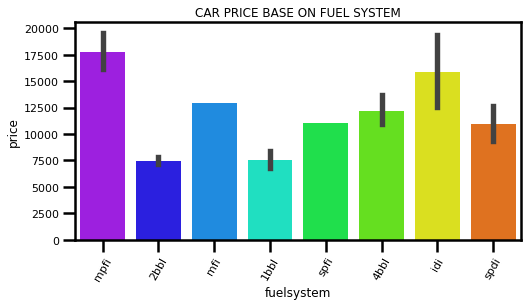 CAR PRICE BASE ON FUEL SYSTEM
20000
17500
15000
12500
10000
7500
5000
2500
0
price
mpfi
2bbl
mfi
1bbl
spfi
4bbl
idi
spdi
fuelsystem